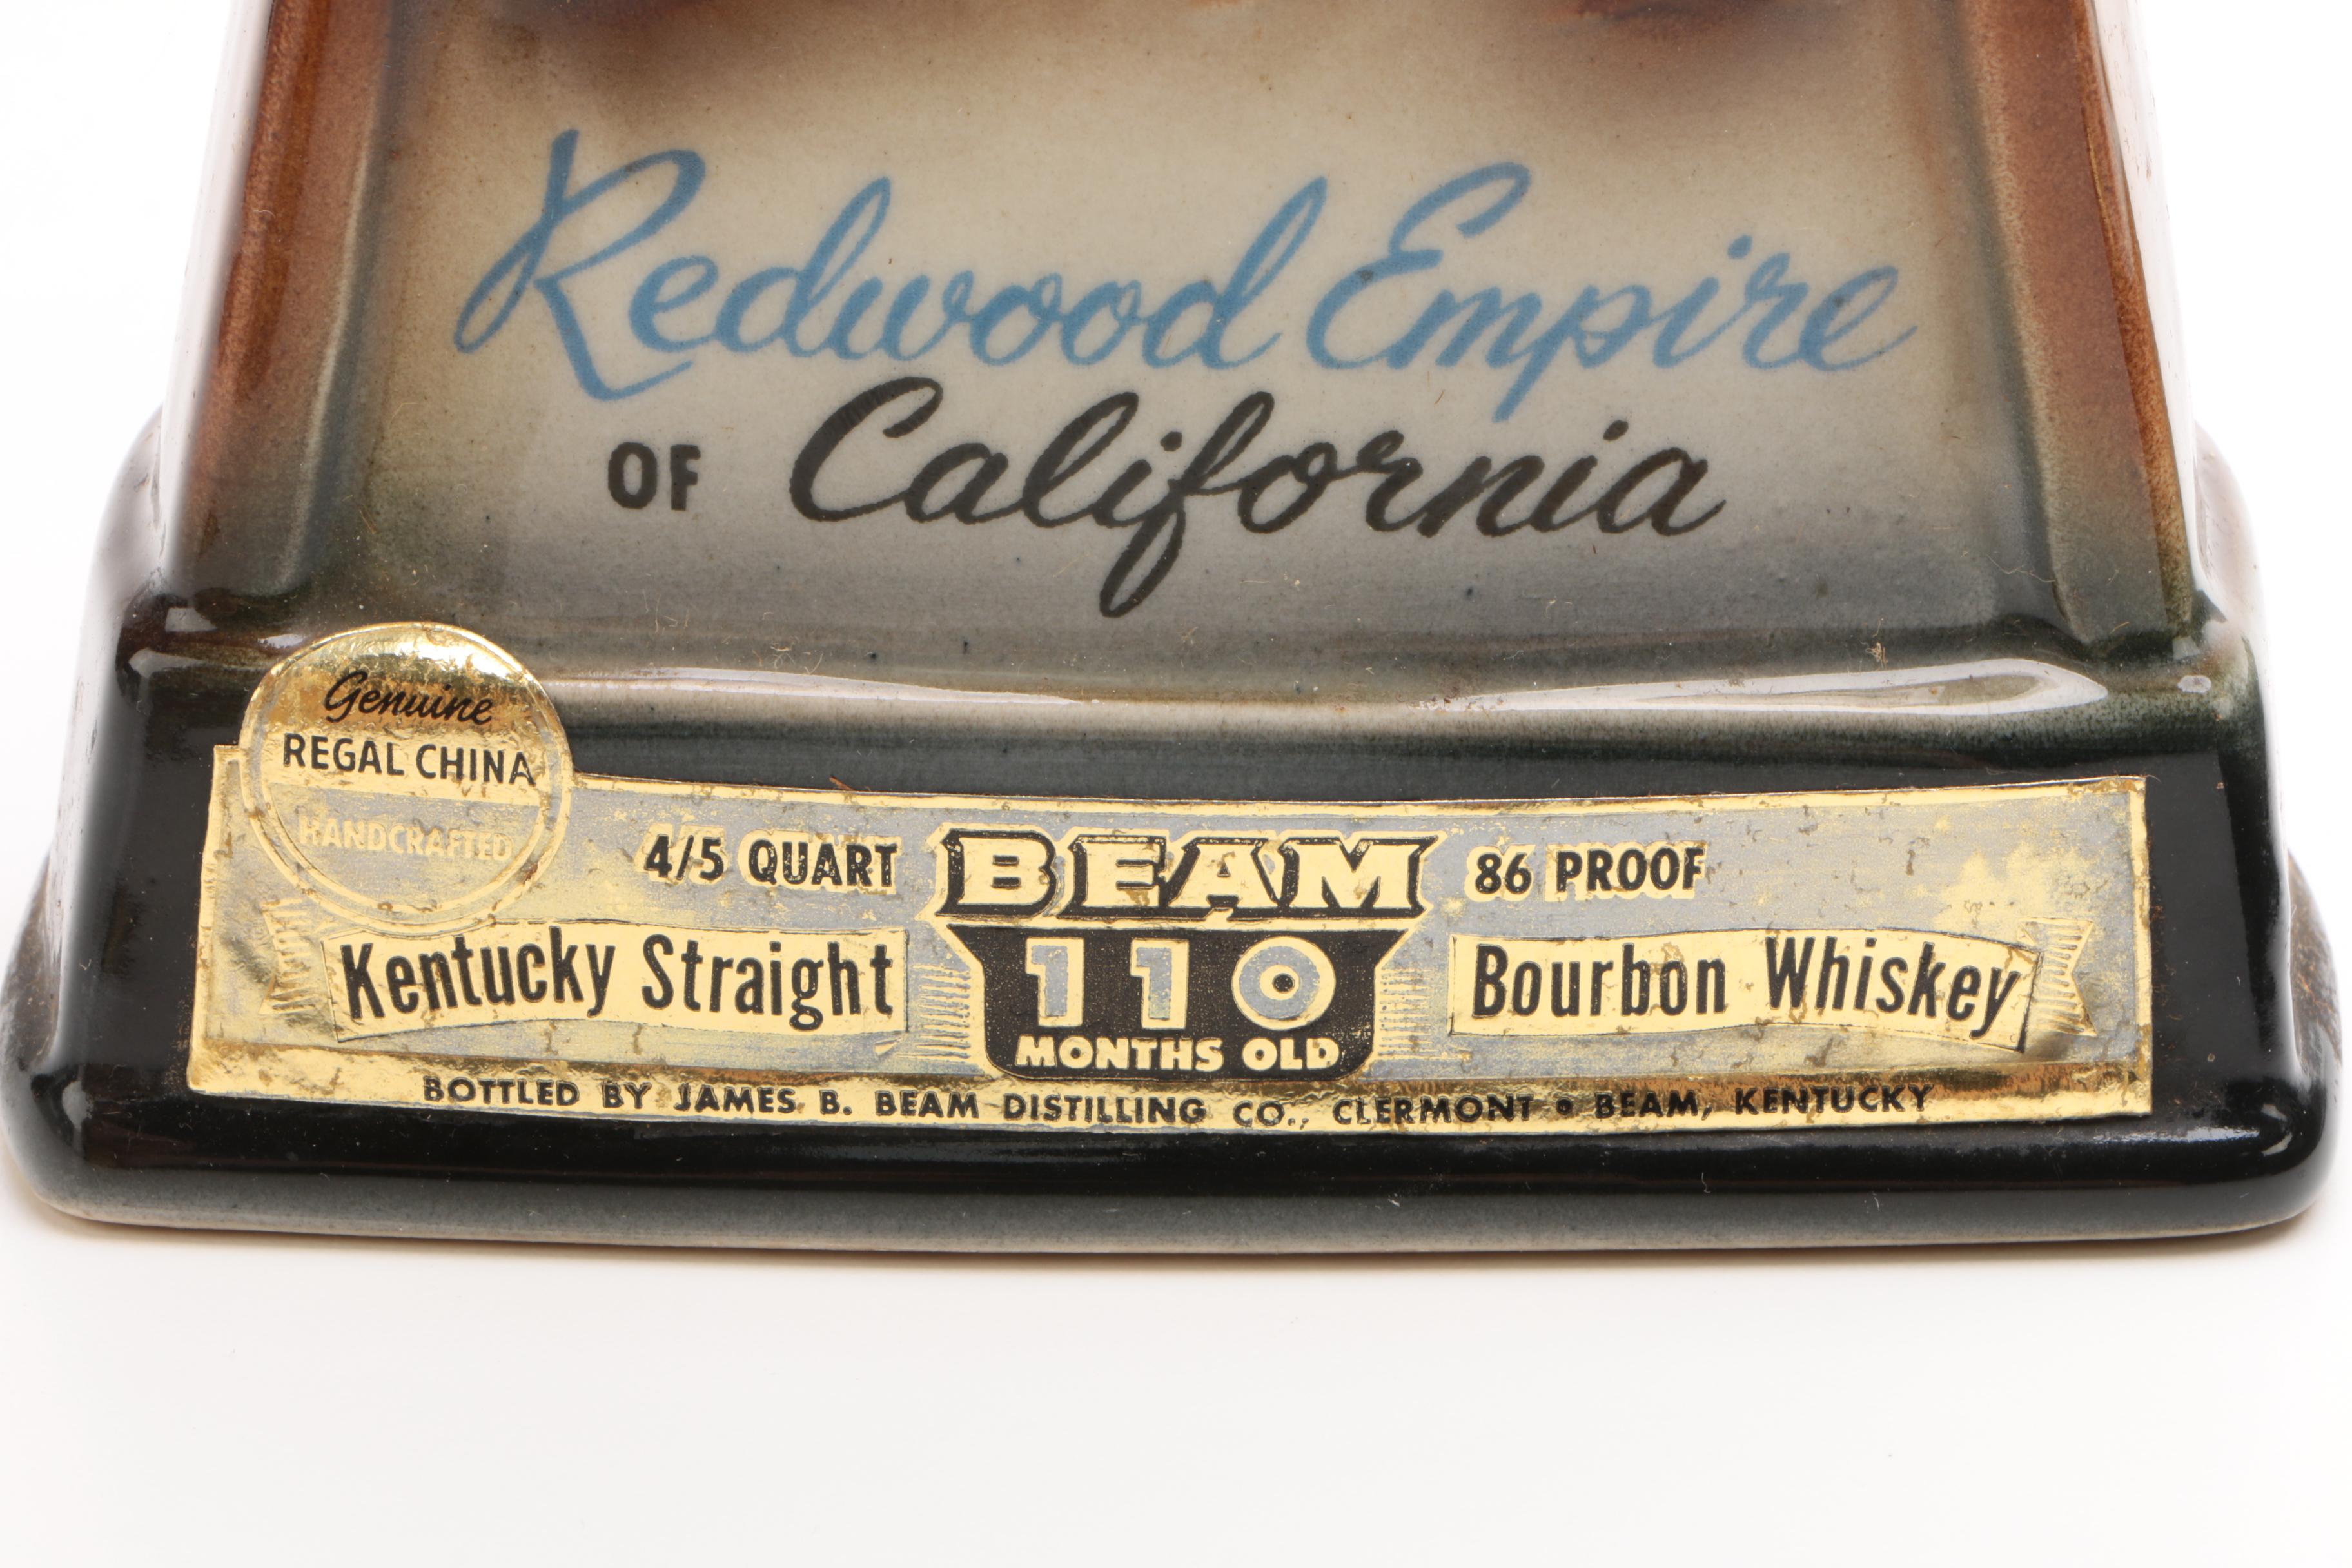 Redwood Empire
OF California
Genuine
REGAL CHINA
HANDCRAFTED
4/5 QUART BEAM 86 PROOF
Kentucky Straight 110 Bourbon Whiskey
MONTHS OLD
BOTTLED BY JAMES B. BEAM DISTILLING CO., CLERMONT • BEAM, KENTUCKY